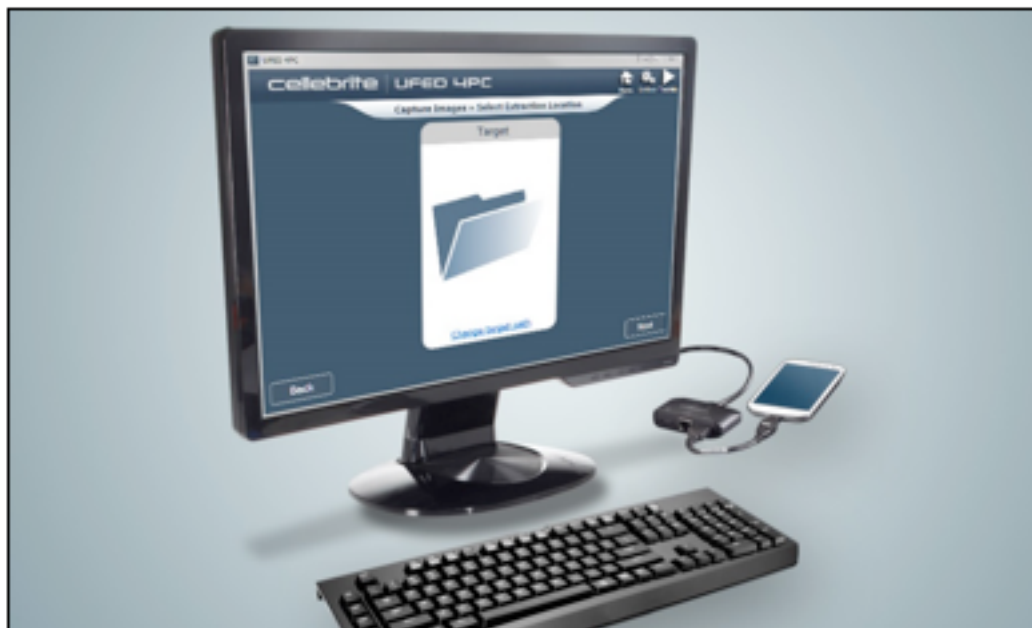 UFED 4PC
cellebrite UFED 4PC
Capture Images - Select Extraction Location
Target
Change target path
Next
Back